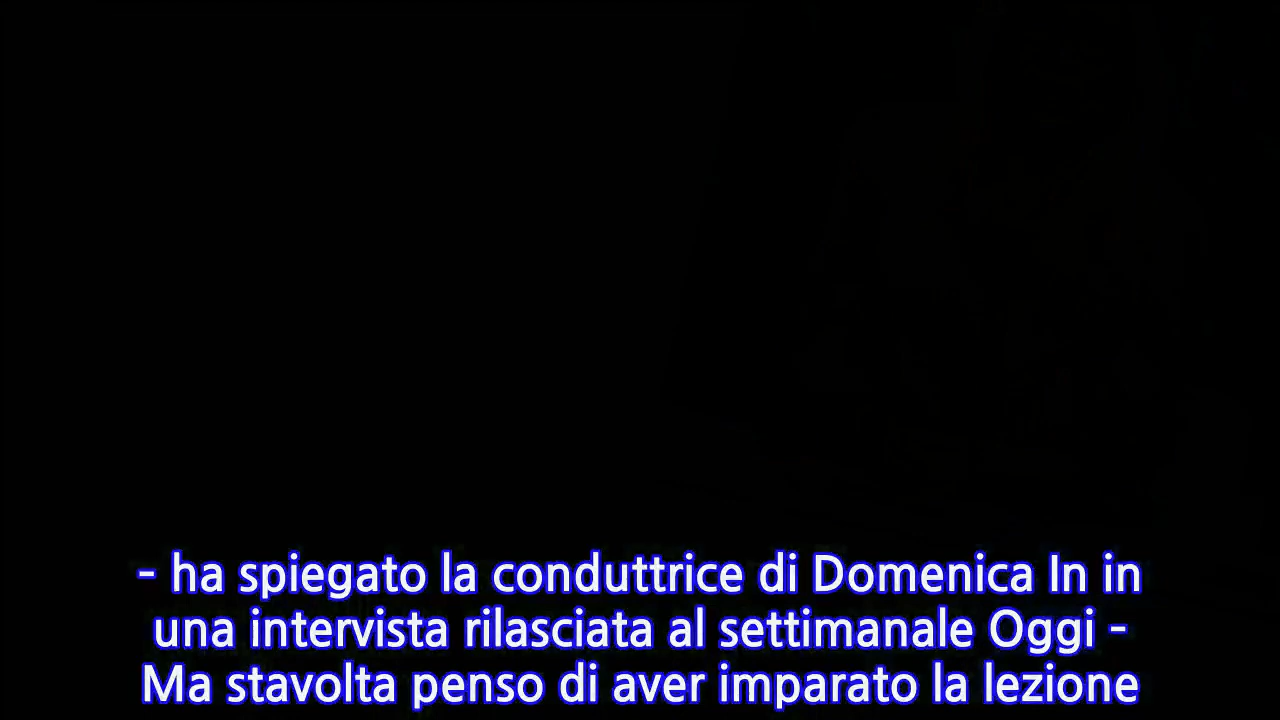 - ha spiegato la conduttrice di Domenica In in
una intervista rilasciata al settimanale Oggi -
Ma stavolta penso di aver imparato la lezione